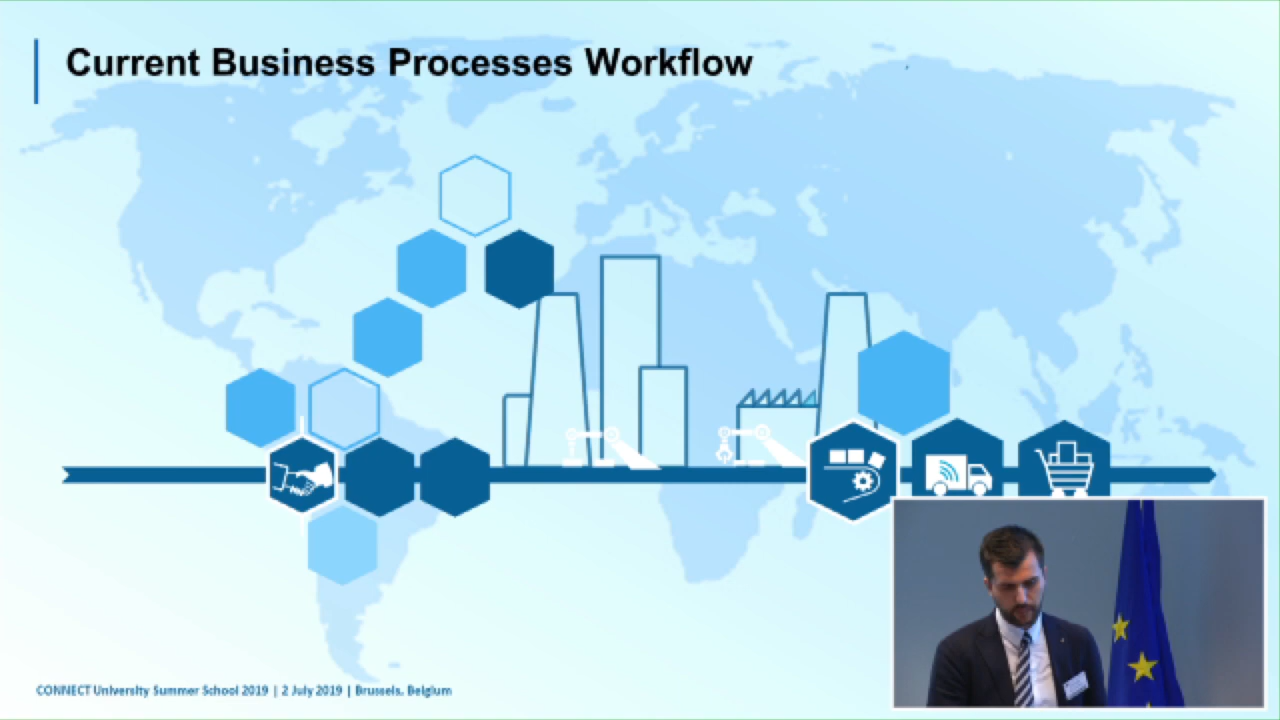 Current Business Processes Workflow
CONNECT University Summer School 2019 | 2 July 2019 | Brussels, Belgium